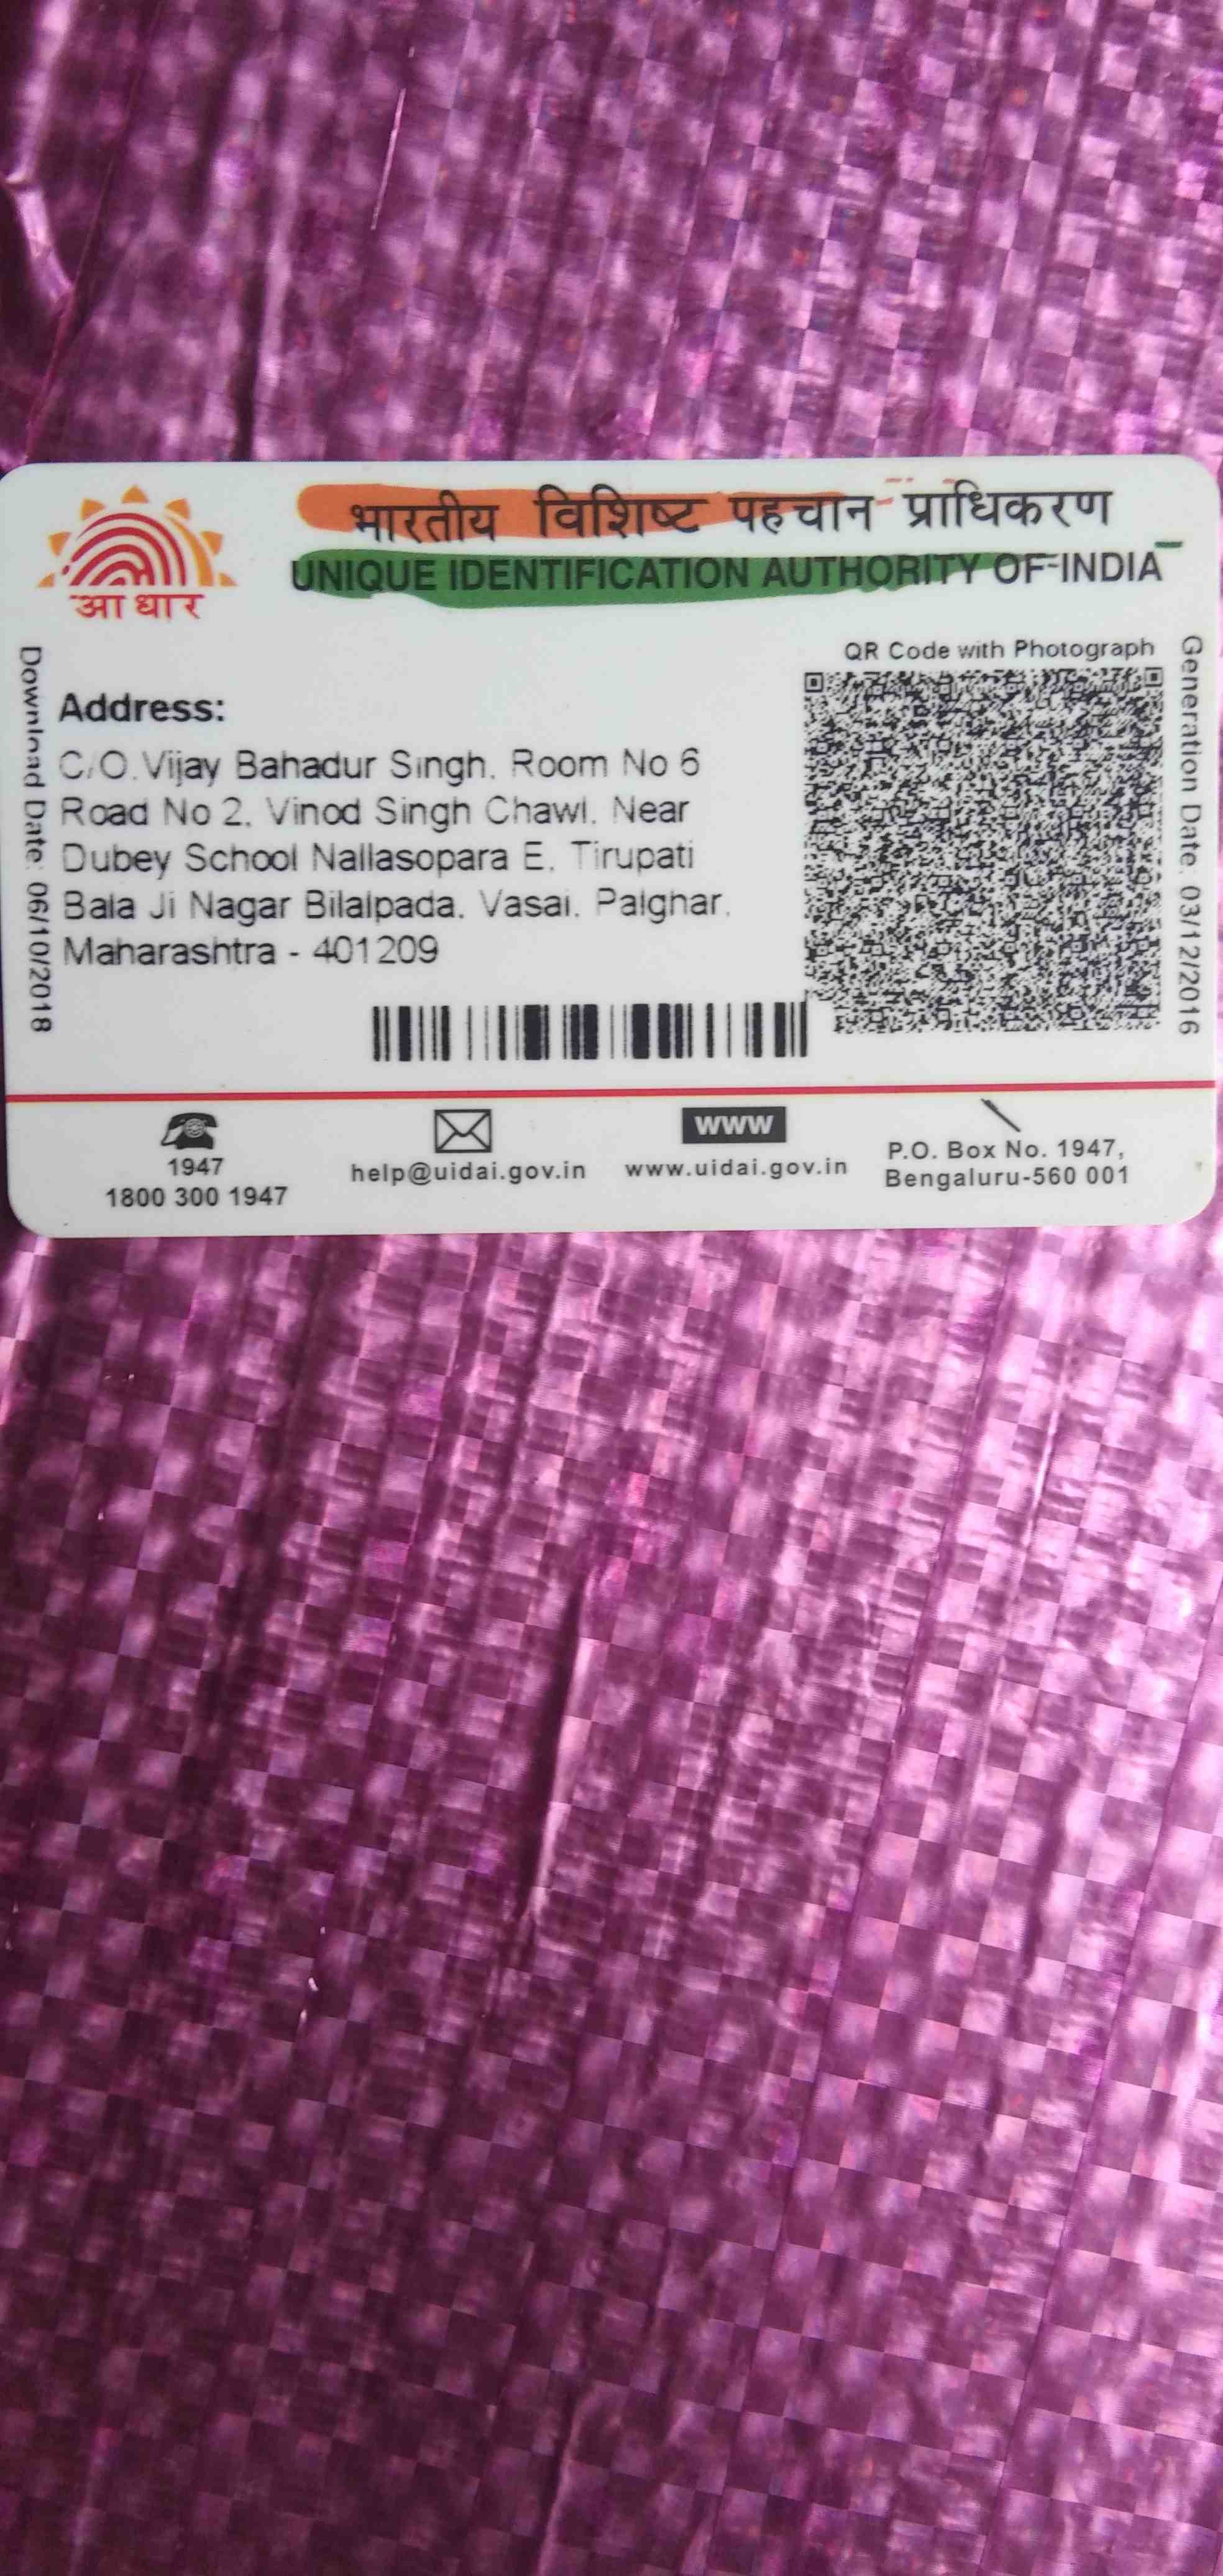 भारतीय विशिष्ट पहचान प्राधिकरण
UNIQUE IDENTIFICATION AUTHORITY OF INDIA
आधार
QR Code with Photograph
Download Date: 06/10/2018
Generation Date: 03/12/2016
Address:
C/O. Vijay Bahadur Singh, Room No 6
Road No 2, Vinod Singh Chawl, Near
Dubey School Nallasopara E, Tirupati
Bala Ji Nagar Bilalpada, Vasai, Palghar,
Maharashtra - 401209
1947
1800 300 1947
help@uidai.gov.in
www
www.uidai.gov.in
P.O. Box No. 1947,
Bengaluru-560 001